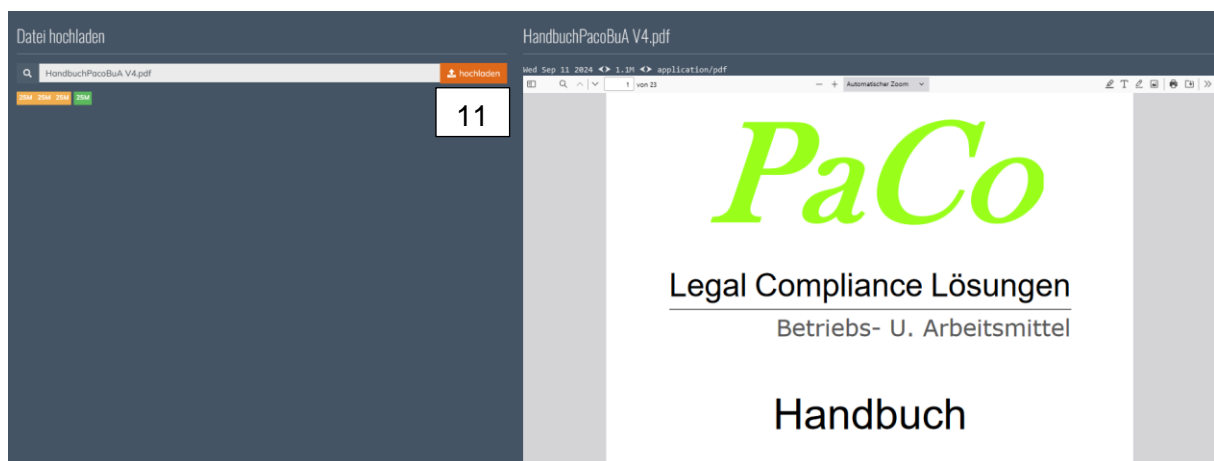 Datei hochladen
HandbuchPacoBuA V4.pdf
hochladen
25M 25M 25M 25M
11
HandbuchPacoBuA V4.pdf
Wed Sep 11 2024 <> 1.1M <> application/pdf
1 von 23
Automatischer Zoom
PaCo
Legal Compliance Lösungen
Betriebs- U. Arbeitsmittel
Handbuch